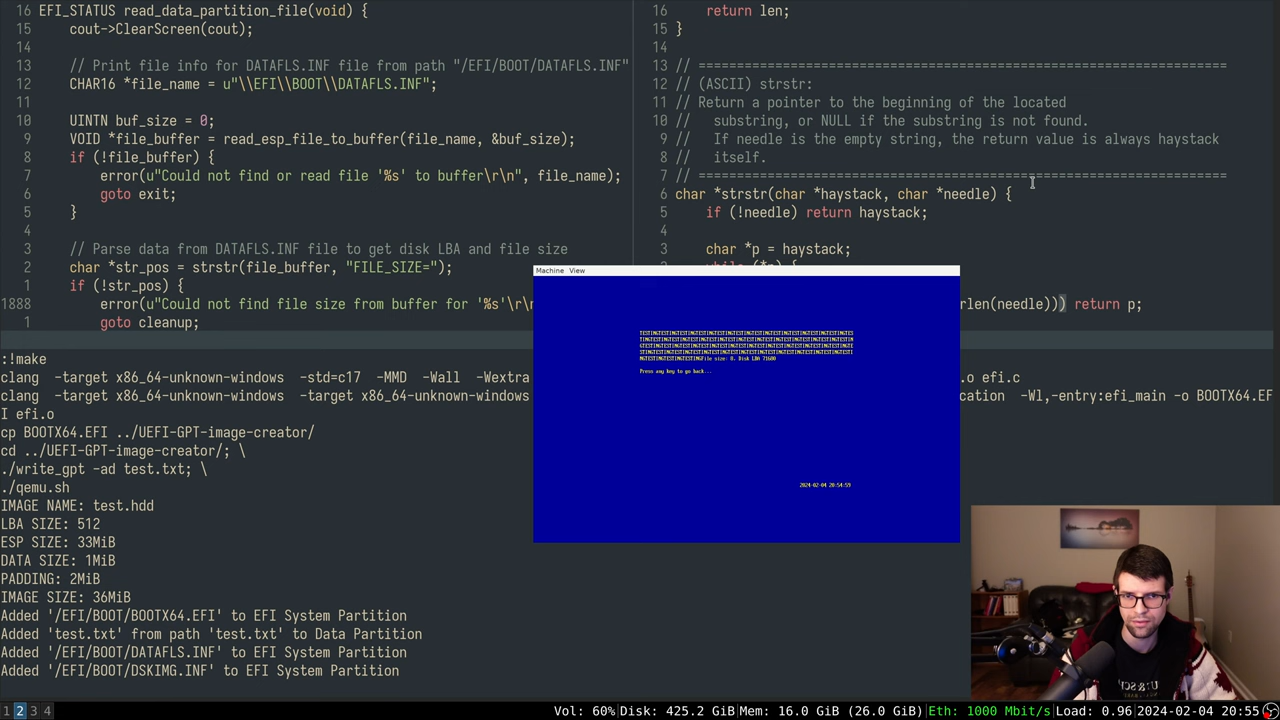 16 EFI_STATUS read_data_partition_file(void) {
15     cout->ClearScreen(cout);
14
13     // Print file info for DATAFLS.INF file from path "/EFI/BOOT/DATAFLS.INF"
12     CHAR16 *file_name = u"\\EFI\\BOOT\\DATAFLS.INF";
11
10     UINTN buf_size = 0;
9     VOID *file_buffer = read_esp_file_to_buffer(file_name, &buf_size);
8     if (!file_buffer) {
7         error(u"Could not find or read file '%s' to buffer\r\n", file_name);
6         goto exit;
5     }
4
3     // Parse data from DATAFLS.INF file to get disk LBA and file size
2     char *str_pos = strstr(file_buffer, "FILE_SIZE=");
1     if (!str_pos) {
1888         error(u"Could not find file size from buffer for '%s'\r\n
1         goto cleanup;
16     return len;
15 }
14
13 // =====================================================================
12 // (ASCII) strstr:
11 // Return a pointer to the beginning of the located
10 //   substring, or NULL if the substring is not found.
9 //   If needle is the empty string, the return value is always haystack
8 //   itself.
7 // =====================================================================
6 char *strstr(char *haystack, char *needle) {
5     if (!needle) return haystack;
4
3     char *p = haystack;
2     while (*p) {
rlen(needle))) return p;
Machine View
File size: 8, Disk LBA 71680
Press any key to go back...
2024-02-04 20:54:59
:!make
clang  -target x86_64-unknown-windows  -std=c17  -MMD  -Wall  -Wextra
.o efi.c
clang  -target x86_64-unknown-windows  -target x86_64-unknown-windows
cation  -Wl,-entry:efi_main -o BOOTX64.EF
I efi.o
cp BOOTX64.EFI ../UEFI-GPT-image-creator/
cd ../UEFI-GPT-image-creator/; \
./write_gpt -ad test.txt; \
./qemu.sh
IMAGE NAME: test.hdd
LBA SIZE: 512
ESP SIZE: 33MiB
DATA SIZE: 1MiB
PADDING: 2MiB
IMAGE SIZE: 36MiB
Added '/EFI/BOOT/BOOTX64.EFI' to EFI System Partition
Added 'test.txt' from path 'test.txt' to Data Partition
Added '/EFI/BOOT/DATAFLS.INF' to EFI System Partition
Added '/EFI/BOOT/DSKIMG.INF' to EFI System Partition
1 2 3 4
Vol: 60%|Disk: 425.2 GiB|Mem: 16.0 GiB (26.0 GiB)|Eth: 1000 Mbit/s|Load: 0.96|2024-02-04 20:55